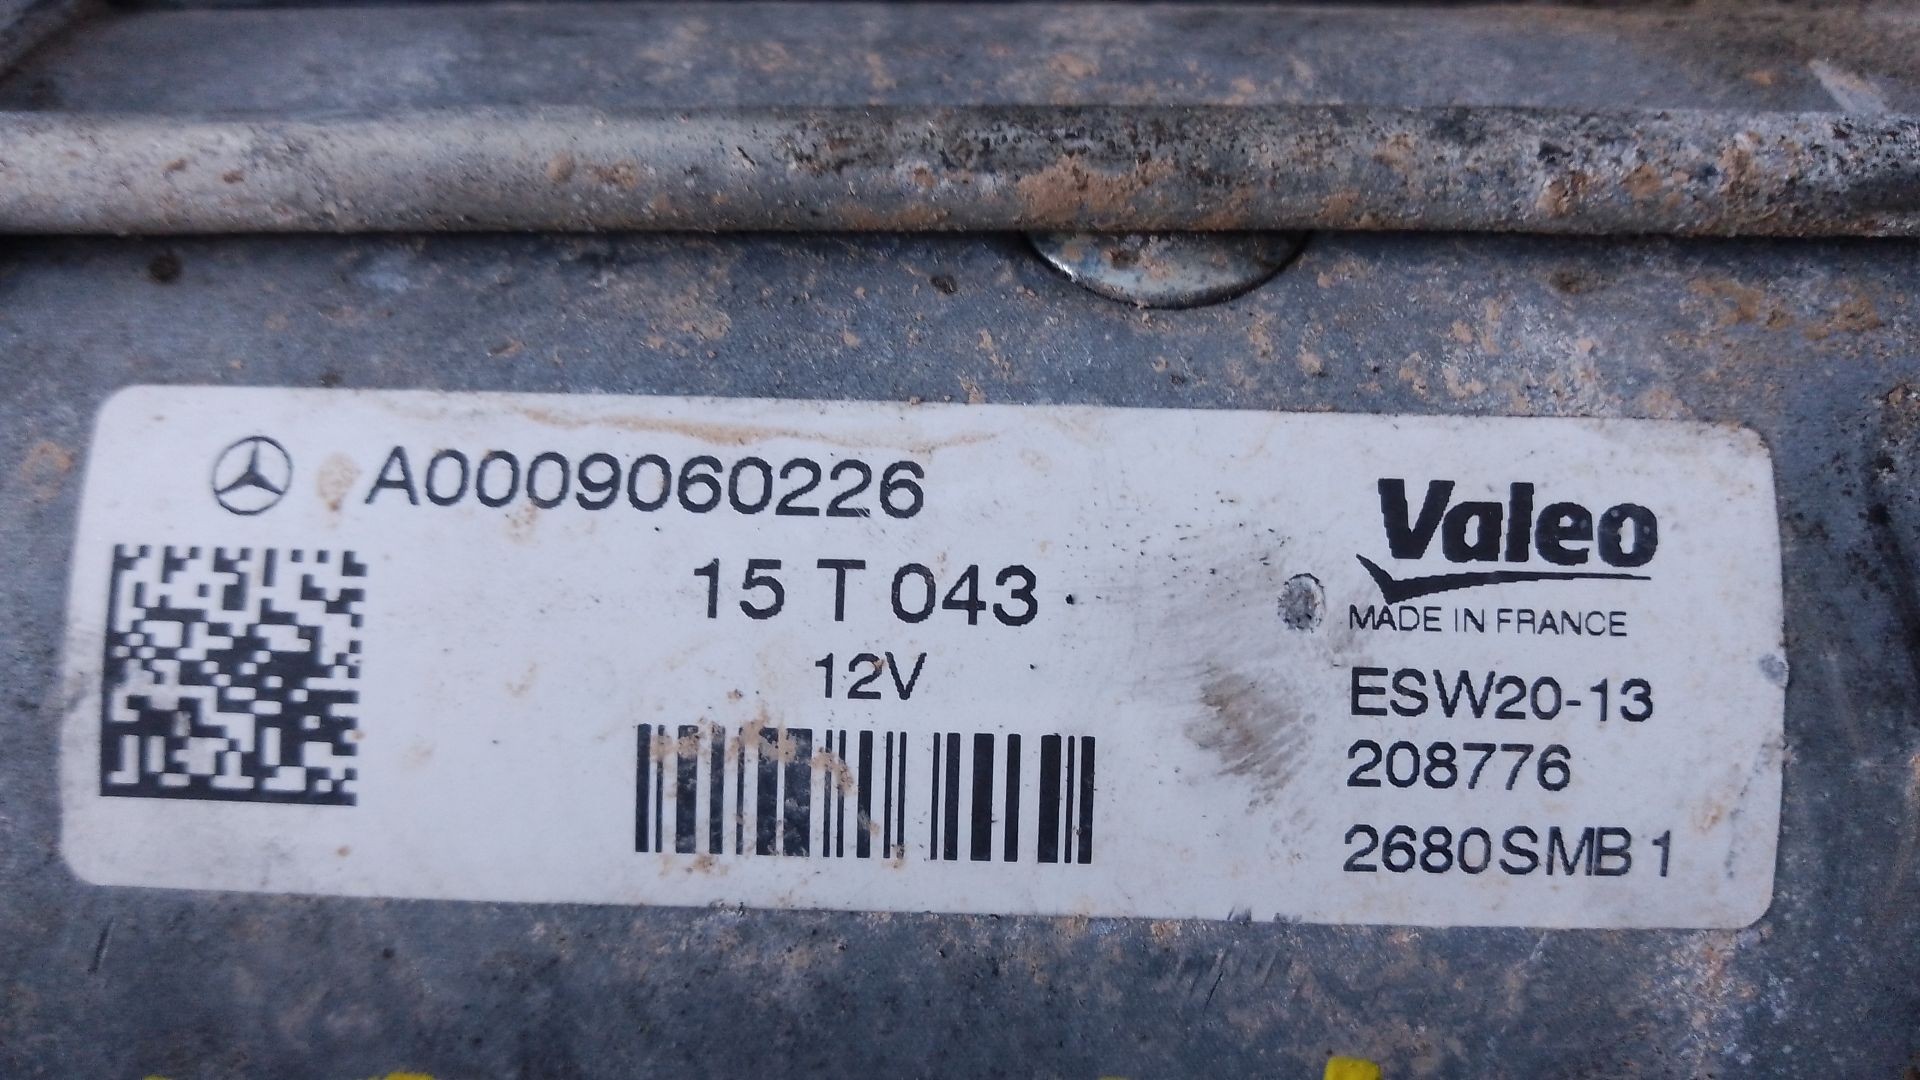 A0009060226
15 T 043
12V
Valeo
MADE IN FRANCE
ESW20-13
208776
2680SMB1